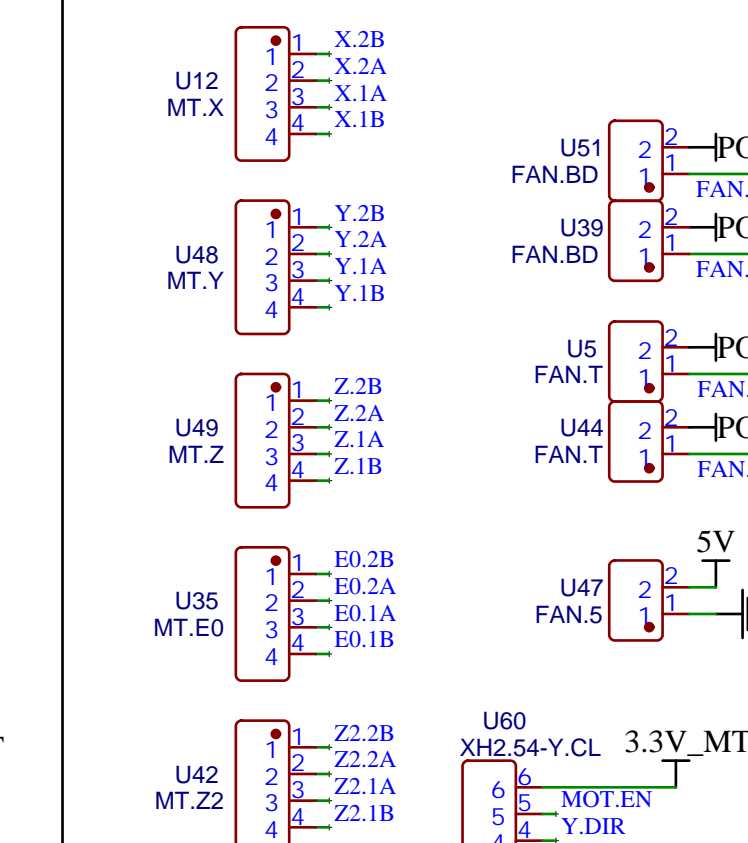 U12
MT.X
1 1 X.2B
2 2 X.2A
3 3 X.1A
4 4 X.1B
U48
MT.Y
1 1 Y.2B
2 2 Y.2A
3 3 Y.1A
4 4 Y.1B
U49
MT.Z
1 1 Z.2B
2 2 Z.2A
3 3 Z.1A
4 4 Z.1B
U35
MT.E0
1 1 E0.2B
2 2 E0.2A
3 3 E0.1A
4 4 E0.1B
U42
MT.Z2
1 1 Z2.2B
2 2 Z2.2A
3 3 Z2.1A
4 4 Z2.1B
U51
FAN.BD
2 2
1 1
FAN.
U39
FAN.BD
2 2
1 1
FAN.
U5
FAN.T
2 2
1 1
FAN.
U44
FAN.T
2 2
1 1
FAN.
5V
U47
FAN.5
2 2
1 1
U60
XH2.54-Y.CL
3.3V_MT
6 6
5 5 MOT.EN
4 4 Y.DIR